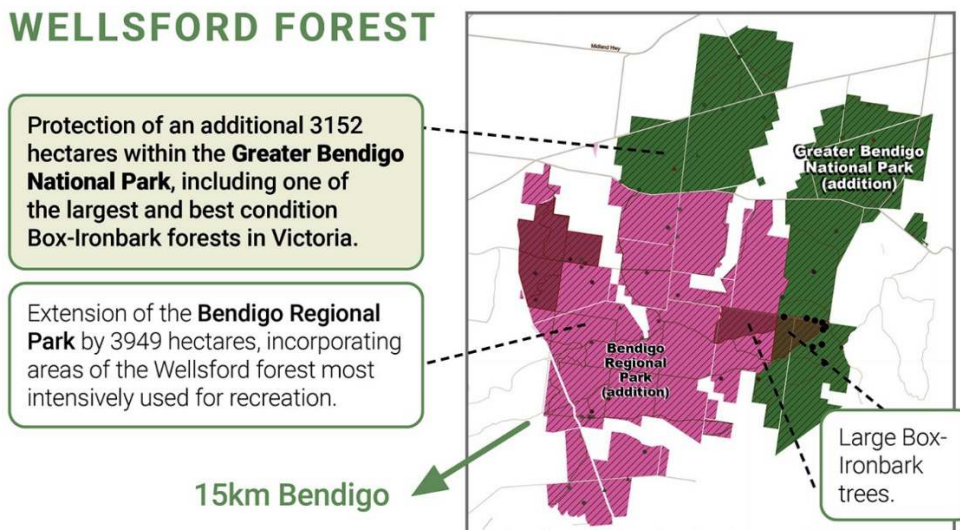 WELLSFORD FOREST
Protection of an additional 3152
hectares within the Greater Bendigo
National Park, including one of
the largest and best condition
Box-Ironbark forests in Victoria.
Extension of the Bendigo Regional
Park by 3949 hectares, incorporating
areas of the Wellsford forest most
intensively used for recreation.
15km Bendigo
Midland Hwy
Greater Bendigo
National Park
(addition)
Bendigo
Regional
Park
(addition)
Large Box-
Ironbark
trees.